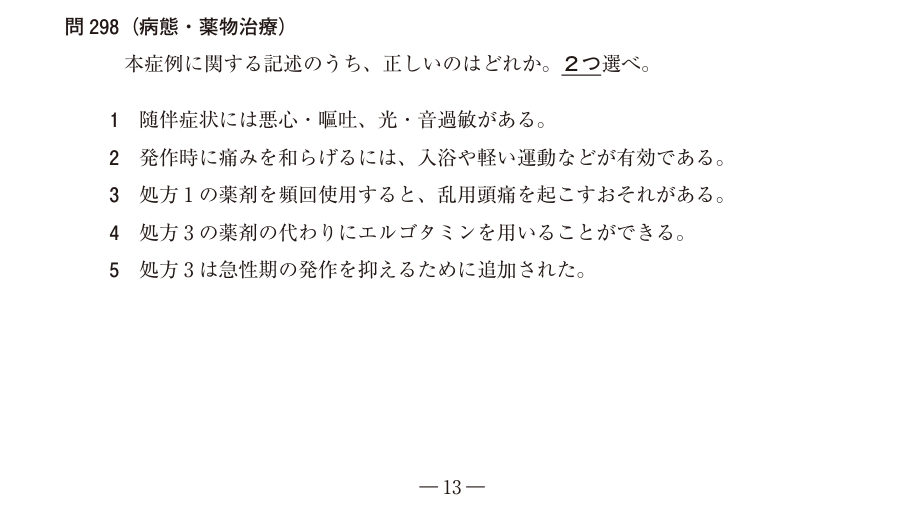 問 298（病態・薬物治療）
本症例に関する記述のうち、正しいのはどれか。２つ選べ。
1 随伴症状には悪心・嘔吐、光・音過敏がある。
2 発作時に痛みを和らげるには、入浴や軽い運動などが有効である。
3 処方１の薬剤を頻回使用すると、乱用頭痛を起こすおそれがある。
4 処方３の薬剤の代わりにエルゴタミンを用いることができる。
5 処方３は急性期の発作を抑えるために追加された。
― 13 ―